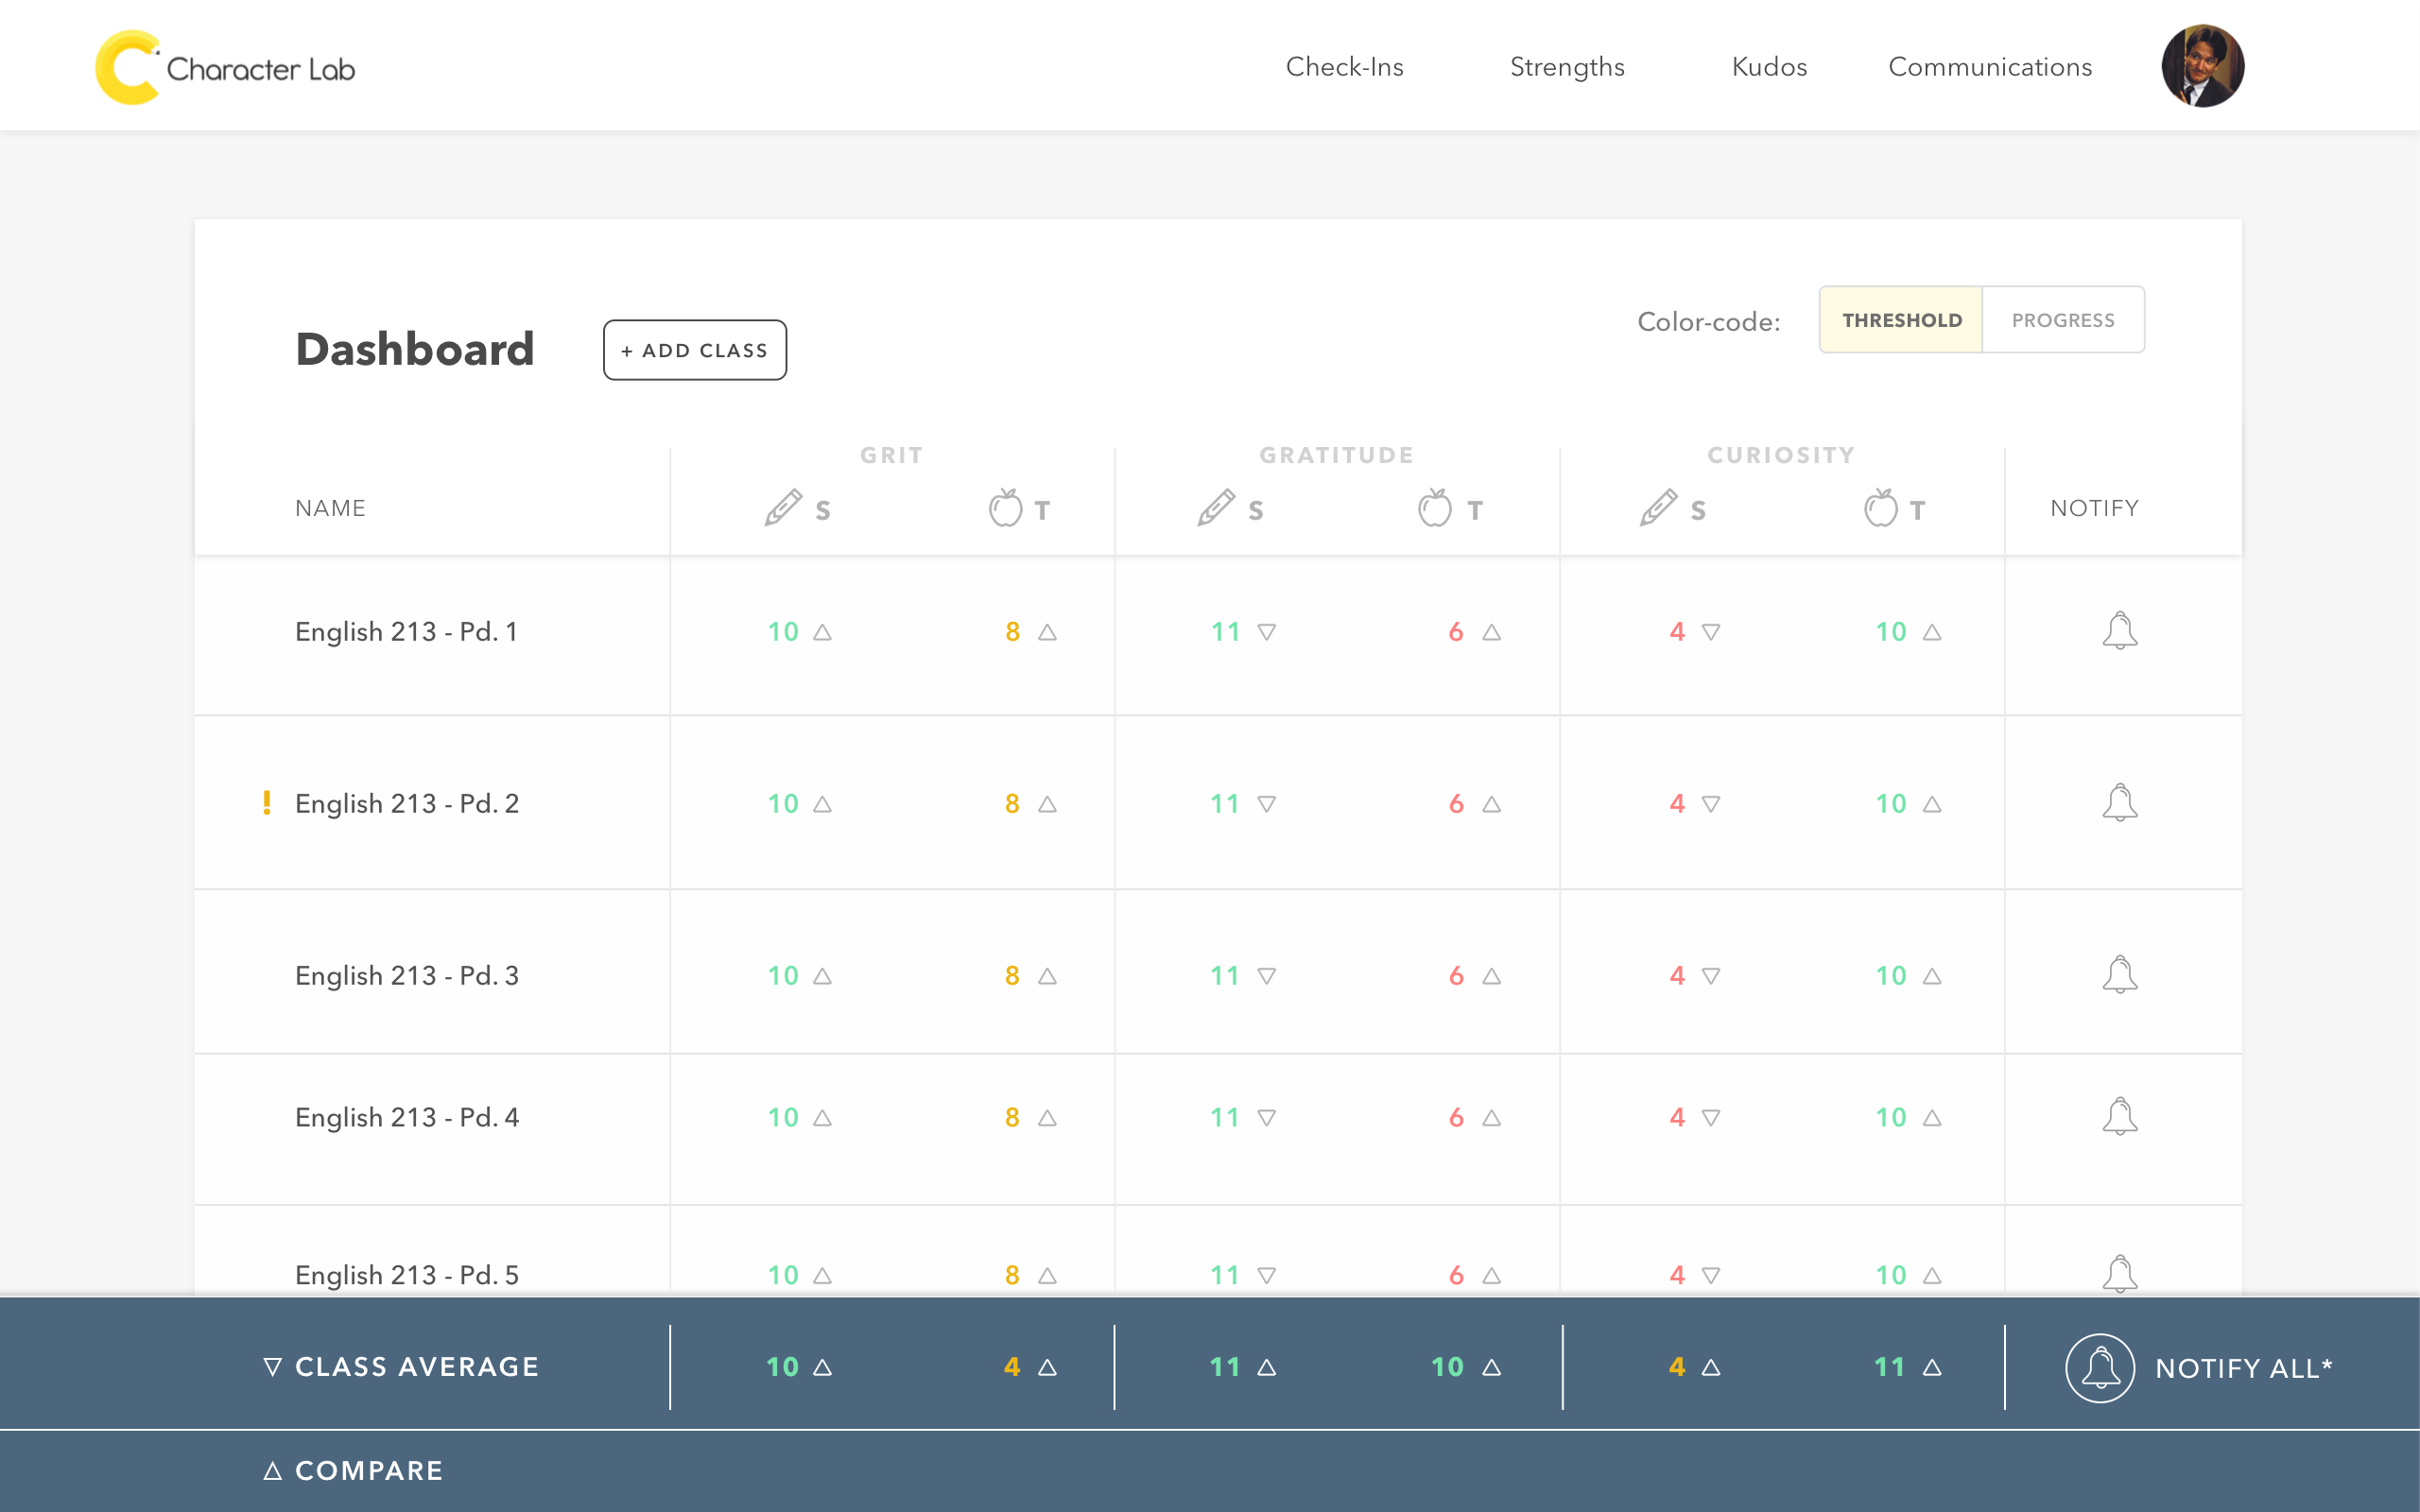 Character Lab
Check-Ins Strengths Kudos Communications
Color-code: THRESHOLD PROGRESS
Dashboard + ADD CLASS
GRIT GRATITUDE CURIOSITY
NAME S T S T S T NOTIFY
English 213 - Pd. 1 10 △ 8 △ 11 ▽ 6 △ 4 ▽ 10 △
! English 213 - Pd. 2 10 △ 8 △ 11 ▽ 6 △ 4 ▽ 10 △
English 213 - Pd. 3 10 △ 8 △ 11 ▽ 6 △ 4 ▽ 10 △
English 213 - Pd. 4 10 △ 8 △ 11 ▽ 6 △ 4 ▽ 10 △
English 213 - Pd. 5 10 △ 8 △ 11 ▽ 6 △ 4 ▽ 10 △
▽ CLASS AVERAGE 10 △ 4 △ 11 △ 10 △ 4 △ 11 △ NOTIFY ALL*
△ COMPARE